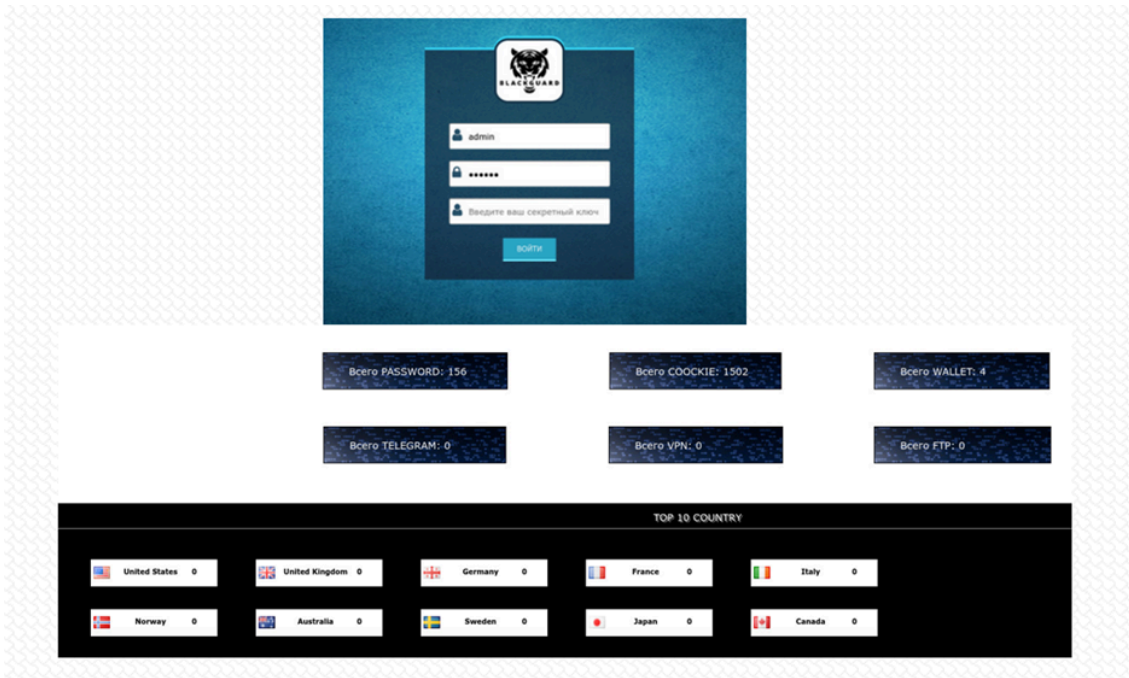 BLACKGUARD
admin
••••••
Введите ваш секретный ключ
ВОЙТИ
Всего PASSWORD: 156
Всего COOCKIE: 1502
Всего WALLET: 4
Всего TELEGRAM: 0
Всего VPN: 0
Всего FTP: 0
TOP 10 COUNTRY
United States 0
United Kingdom 0
Germany 0
France 0
Italy 0
Norway 0
Australia 0
Sweden 0
Japan 0
Canada 0